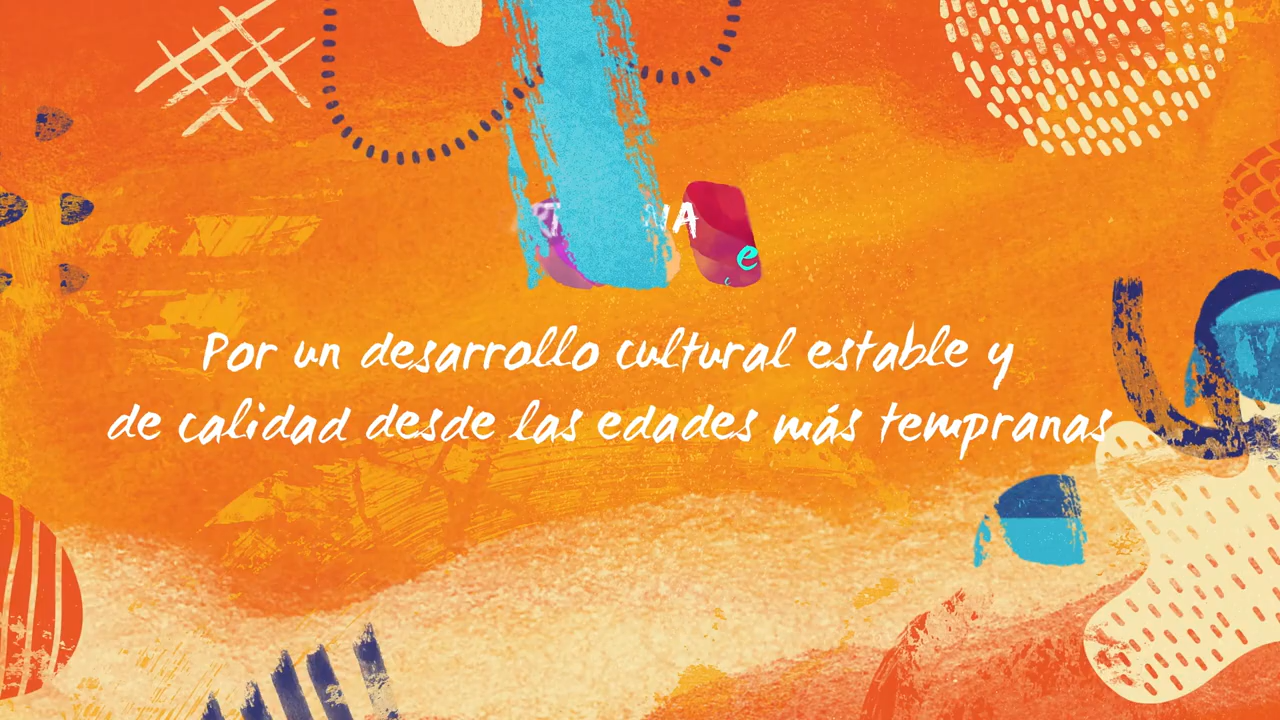 Por un desarrollo cultural estable y
de calidad desde las edades más tempranas